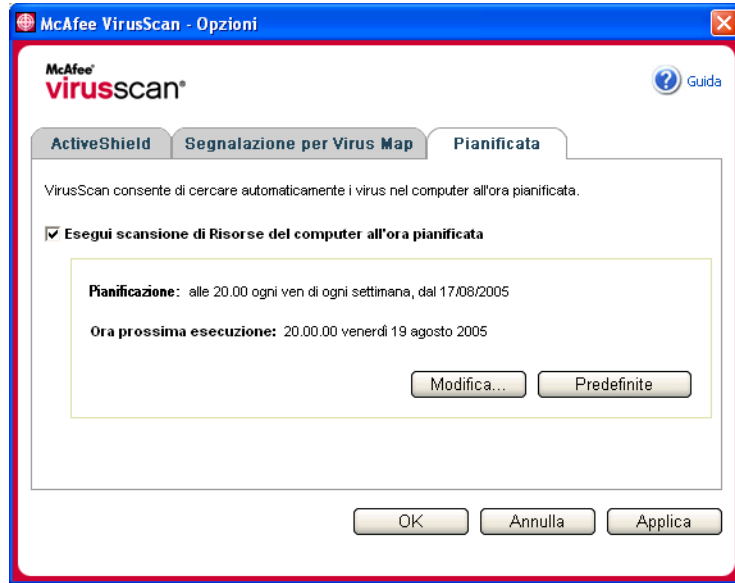 McAfee VirusScan - Opzioni
McAfee®
virusscan®
Guida
ActiveShield
Segnalazione per Virus Map
Pianificata
VirusScan consente di cercare automaticamente i virus nel computer all'ora pianificata.
Esegui scansione di Risorse del computer all'ora pianificata
Pianificazione: alle 20.00 ogni ven di ogni settimana, dal 17/08/2005
Ora prossima esecuzione: 20.00.00 venerdì 19 agosto 2005
Modifica...
Predefinite
OK
Annulla
Applica